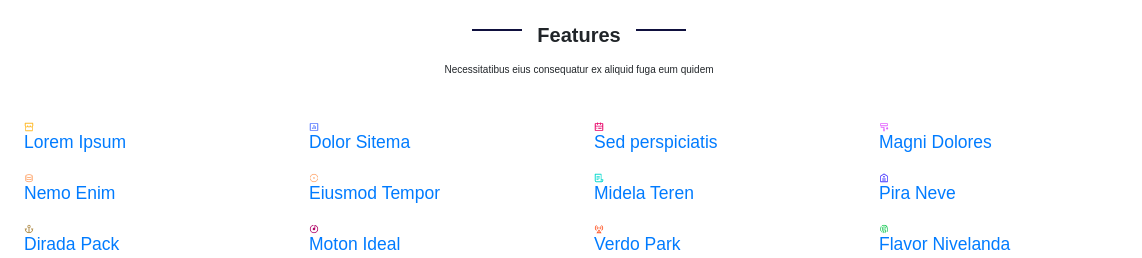 Features
Necessitatibus eius consequatur ex aliquid fuga eum quidem
Lorem Ipsum
Dolor Sitema
Sed perspiciatis
Magni Dolores
Nemo Enim
Eiusmod Tempor
Midela Teren
Pira Neve
Dirada Pack
Moton Ideal
Verdo Park
Flavor Nivelanda